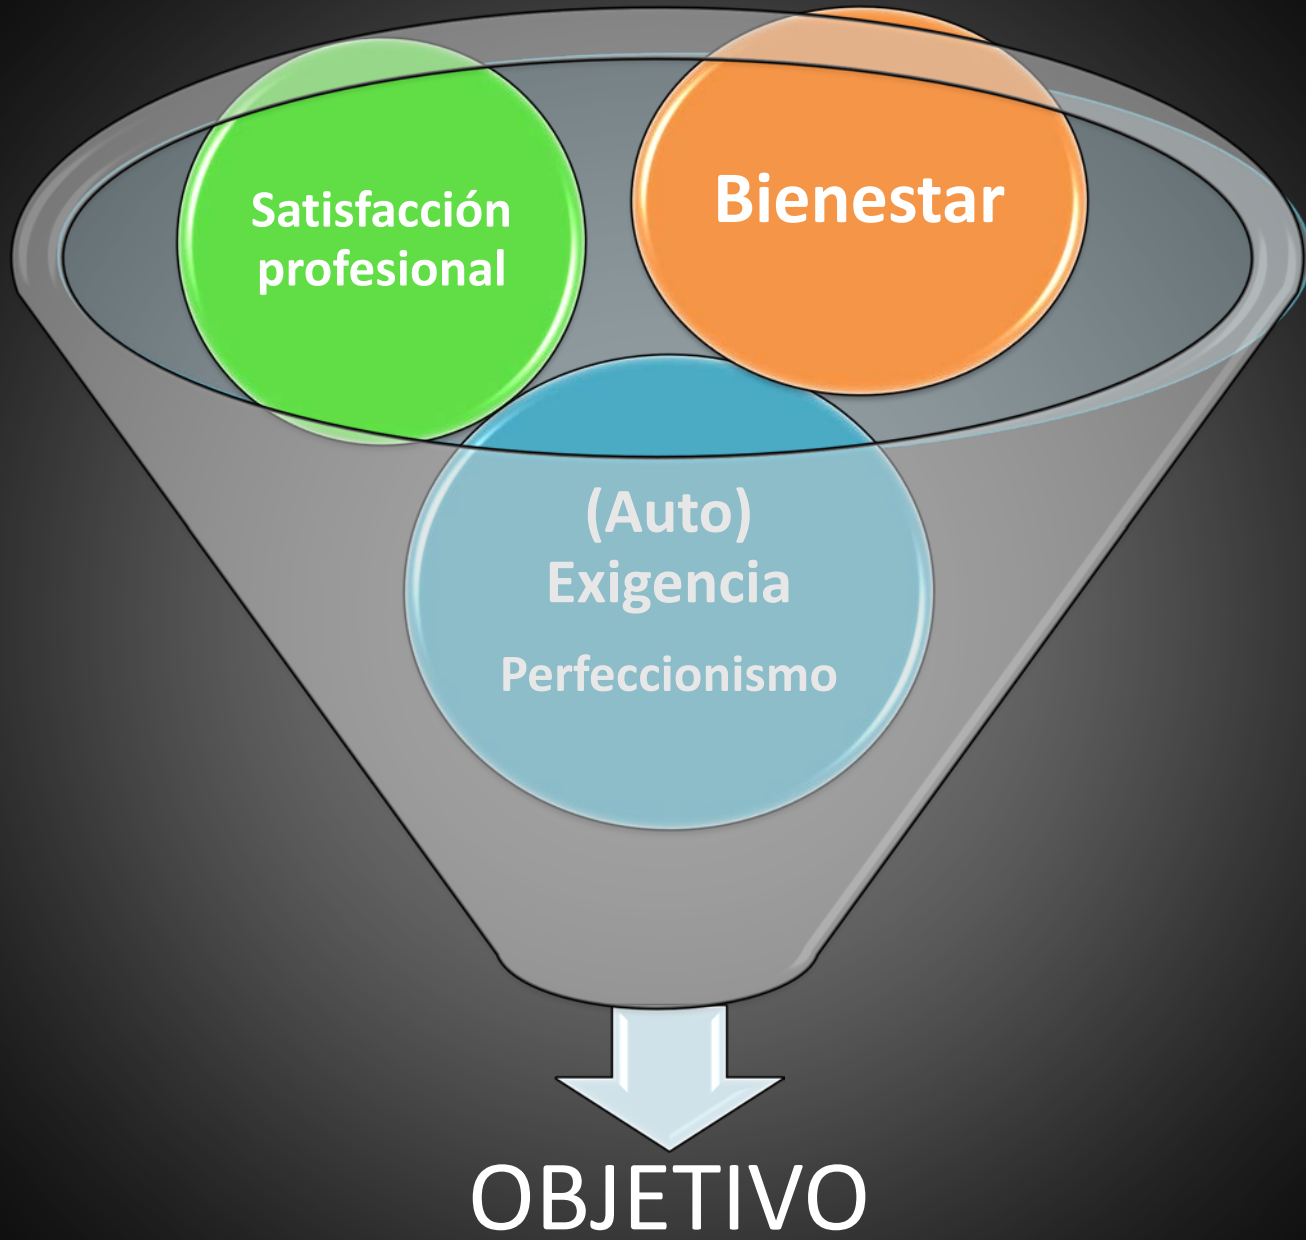 Satisfacción
profesional
Bienestar
(Auto)
Exigencia
Perfeccionismo
OBJETIVO